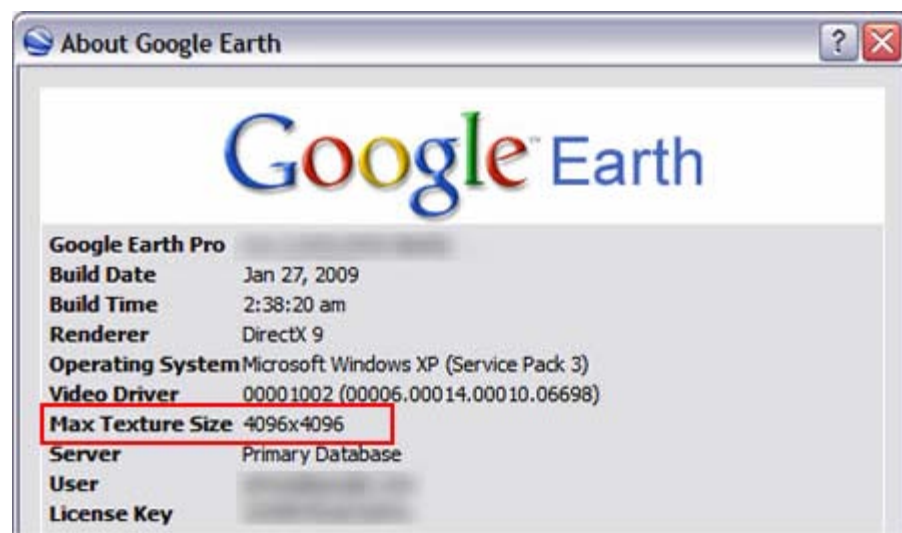 About Google Earth
Google™ Earth
Google Earth Pro
Build Date Jan 27, 2009
Build Time 2:38:20 am
Renderer DirectX 9
Operating System Microsoft Windows XP (Service Pack 3)
Video Driver 00001002 (00006.00014.00010.06698)
Max Texture Size 4096x4096
Server Primary Database
User
License Key